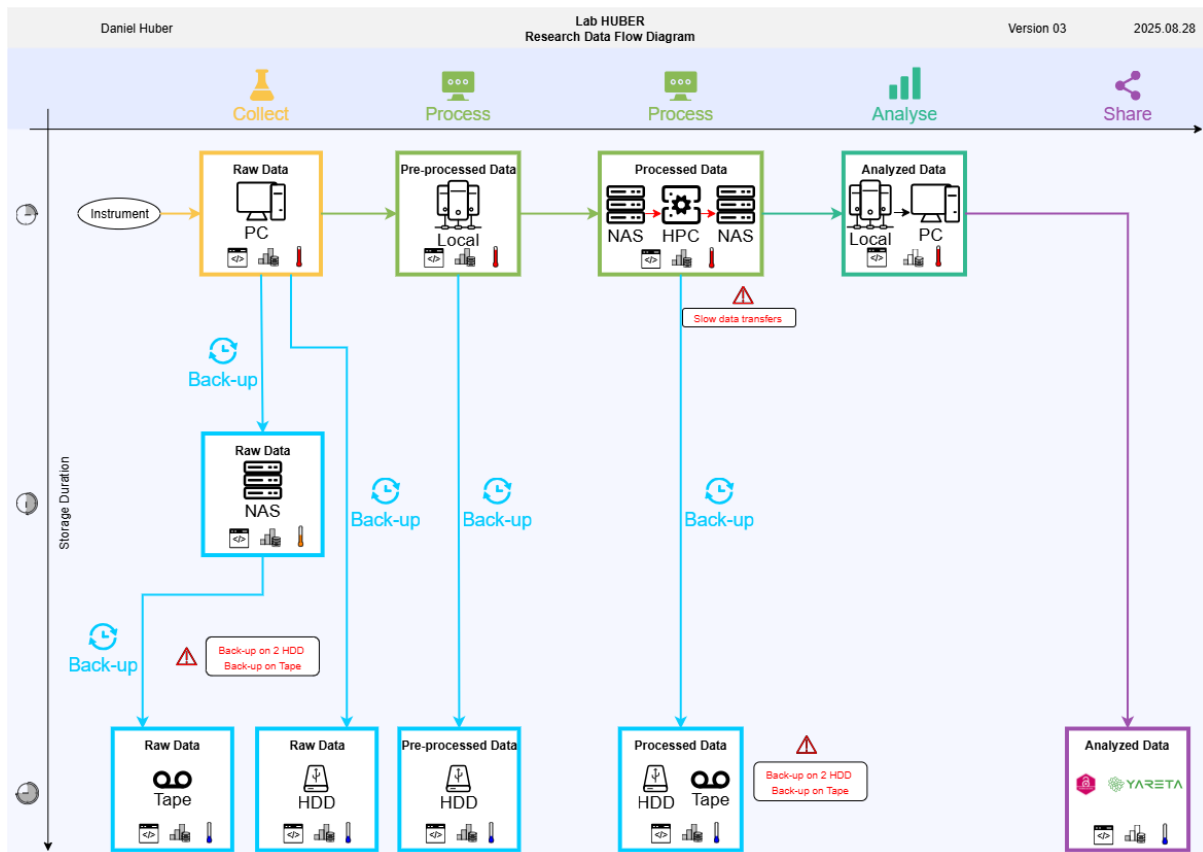 Daniel Huber
Lab HUBER
Research Data Flow Diagram
Version 03
2025.08.28
Collect
Process
Process
Analyse
Share
Storage Duration
Instrument
Raw Data
PC
</>
Pre-processed Data
Local
</>
Processed Data
NAS
HPC
NAS
</>
Analyzed Data
Local
PC
</>
Slow data transfers
Back-up
Raw Data
NAS
</>
Back-up
Back-up
Back-up
Back-up
Back-up on 2 HDD
Back-up on Tape
Raw Data
Tape
</>
Raw Data
HDD
</>
Pre-processed Data
HDD
</>
Processed Data
HDD
Tape
</>
Back-up on 2 HDD
Back-up on Tape
Analyzed Data
YARETA
</>